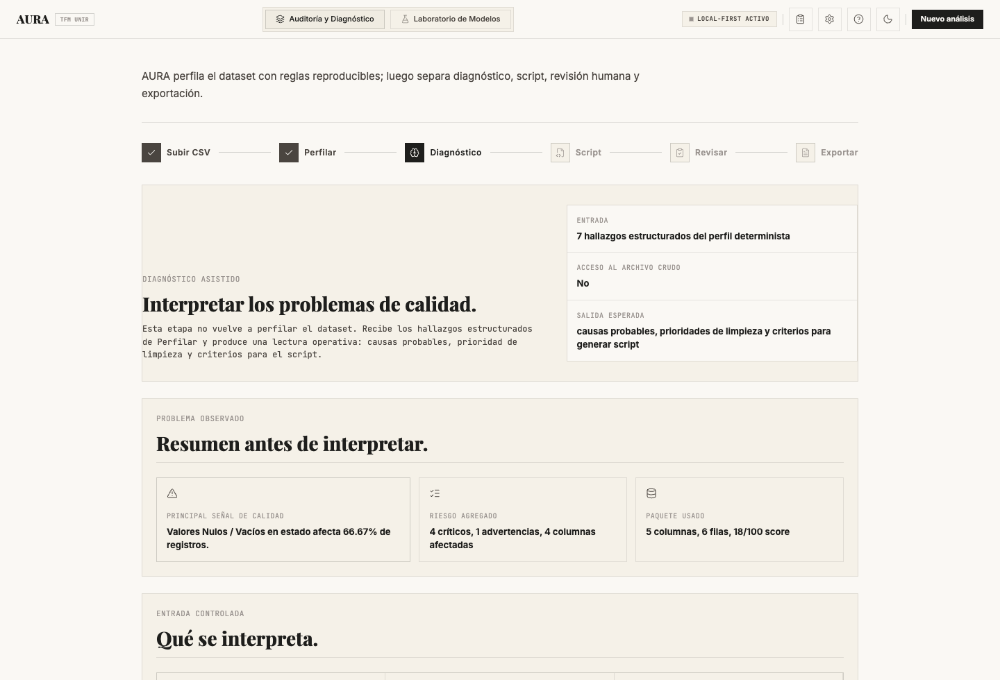 AURA
TFM UNIR
Auditoría y Diagnóstico
Laboratorio de Modelos
LOCAL-FIRST ACTIVO
Nuevo análisis
AURA perfila el dataset con reglas reproducibles; luego separa diagnóstico, script, revisión humana y
exportación.
Subir CSV
Perfilar
Diagnóstico
Script
Revisar
Exportar
DIAGNÓSTICO ASISTIDO
Interpretar los problemas de calidad.
Esta etapa no vuelve a perfilar el dataset. Recibe los hallazgos estructurados
de Perfilar y produce una lectura operativa: causas probables, prioridad de
limpieza y criterios para el script.
ENTRADA
7 hallazgos estructurados del perfil determinista
ACCESO AL ARCHIVO CRUDO
No
SALIDA ESPERADA
causas probables, prioridades de limpieza y criterios para
generar script
PROBLEMA OBSERVADO
Resumen antes de interpretar.
PRINCIPAL SEÑAL DE CALIDAD
Valores Nulos / Vacíos en estado afecta 66.67% de
registros.
RIESGO AGREGADO
4 críticos, 1 advertencias, 4 columnas
afectadas
PAQUETE USADO
5 columnas, 6 filas, 18/100 score
ENTRADA CONTROLADA
Qué se interpreta.